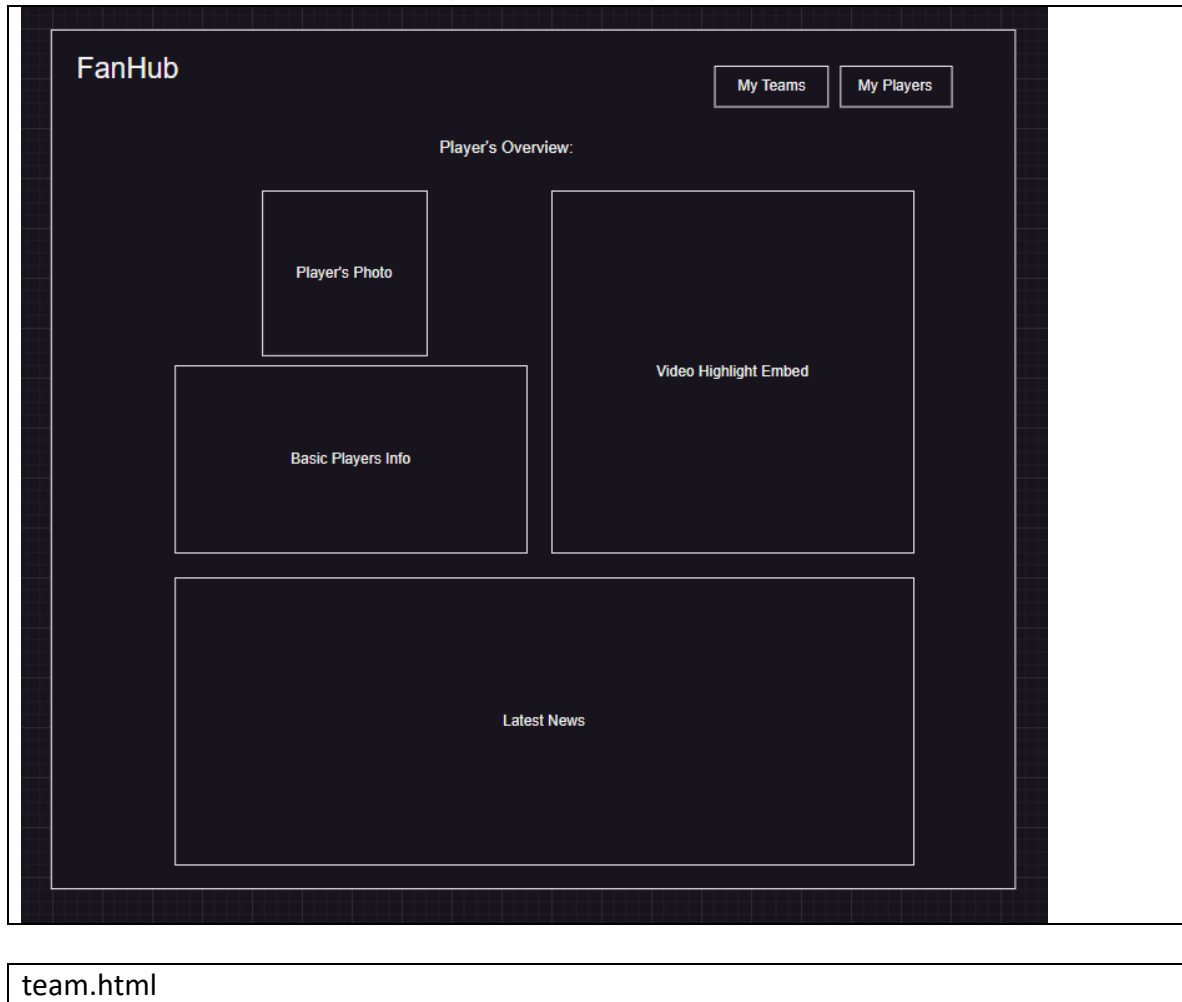 FanHub
My Teams
My Players
Player's Overview:
Player's Photo
Video Highlight Embed
Basic Players Info
Latest News
team.html